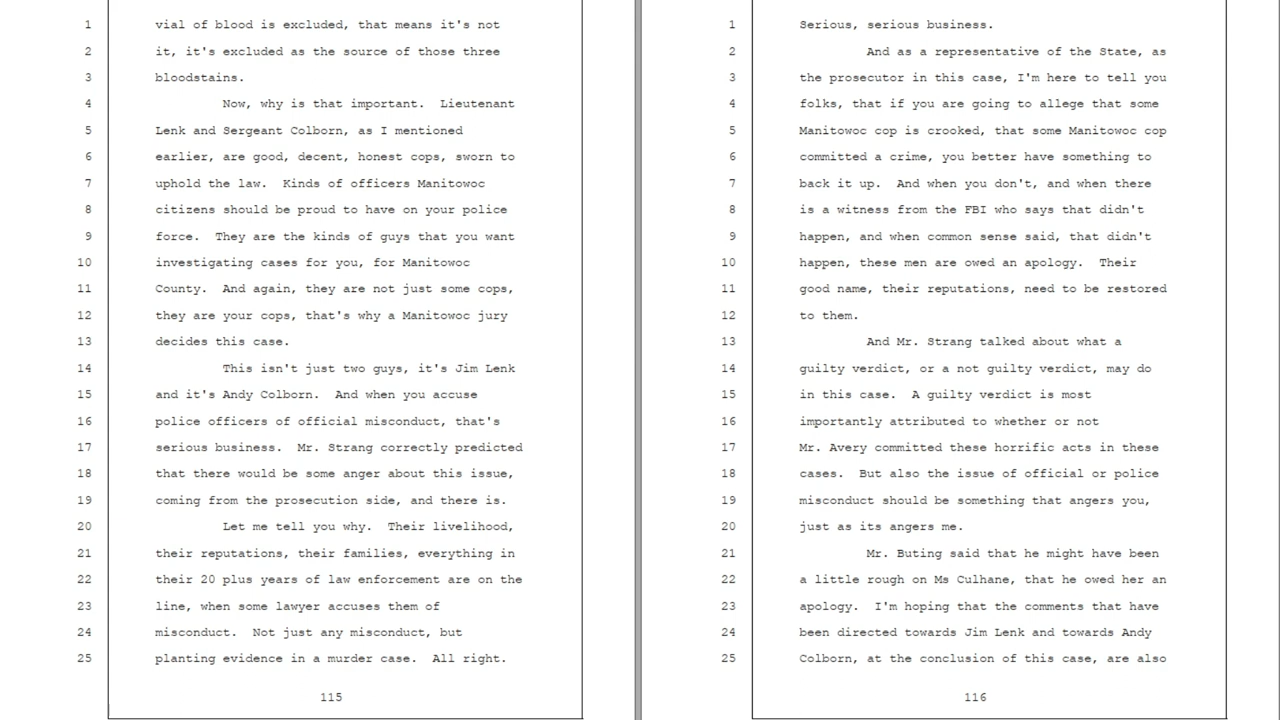 1 vial of blood is excluded, that means it's not
2 it, it's excluded as the source of those three
3 bloodstains.
4 Now, why is that important.  Lieutenant
5 Lenk and Sergeant Colborn, as I mentioned
6 earlier, are good, decent, honest cops, sworn to
7 uphold the law.  Kinds of officers Manitowoc
8 citizens should be proud to have on your police
9 force.  They are the kinds of guys that you want
10 investigating cases for you, for Manitowoc
11 County.  And again, they are not just some cops,
12 they are your cops, that's why a Manitowoc jury
13 decides this case.
14 This isn't just two guys, it's Jim Lenk
15 and it's Andy Colborn.  And when you accuse
16 police officers of official misconduct, that's
17 serious business.  Mr. Strang correctly predicted
18 that there would be some anger about this issue,
19 coming from the prosecution side, and there is.
20 Let me tell you why.  Their livelihood,
21 their reputations, their families, everything in
22 their 20 plus years of law enforcement are on the
23 line, when some lawyer accuses them of
24 misconduct.  Not just any misconduct, but
25 planting evidence in a murder case.  All right.
115
1 Serious, serious business.
2 And as a representative of the State, as
3 the prosecutor in this case, I'm here to tell you
4 folks, that if you are going to allege that some
5 Manitowoc cop is crooked, that some Manitowoc cop
6 committed a crime, you better have something to
7 back it up.  And when you don't, and when there
8 is a witness from the FBI who says that didn't
9 happen, and when common sense said, that didn't
10 happen, these men are owed an apology.  Their
11 good name, their reputations, need to be restored
12 to them.
13 And Mr. Strang talked about what a
14 guilty verdict, or a not guilty verdict, may do
15 in this case.  A guilty verdict is most
16 importantly attributed to whether or not
17 Mr. Avery committed these horrific acts in these
18 cases.  But also the issue of official or police
19 misconduct should be something that angers you,
20 just as its angers me.
21 Mr. Buting said that he might have been
22 a little rough on Ms Culhane, that he owed her an
23 apology.  I'm hoping that the comments that have
24 been directed towards Jim Lenk and towards Andy
25 Colborn, at the conclusion of this case, are also
116